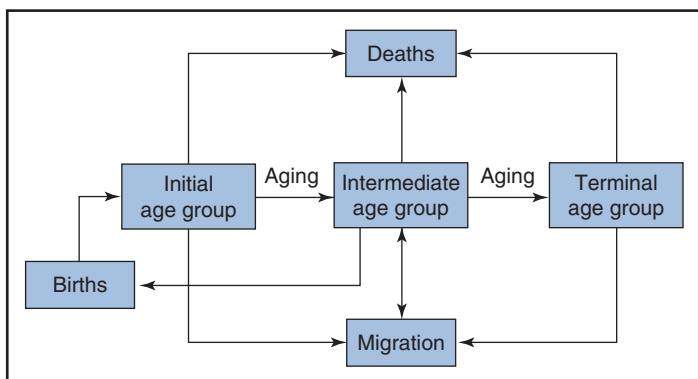 Deaths
Initial
age group
Aging
Intermediate
age group
Aging
Terminal
age group
Births
Migration